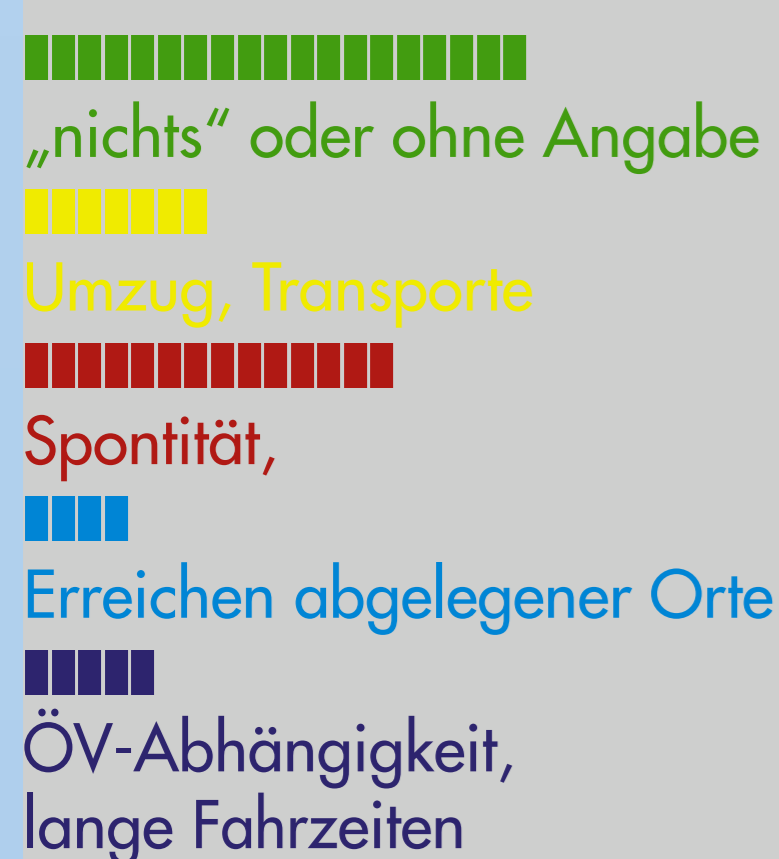 „nichts“ oder ohne Angabe
Umzug, Transporte
Spontität,
Erreichen abgelegener Orte
ÖV-Abhängigkeit,
lange Fahrzeiten